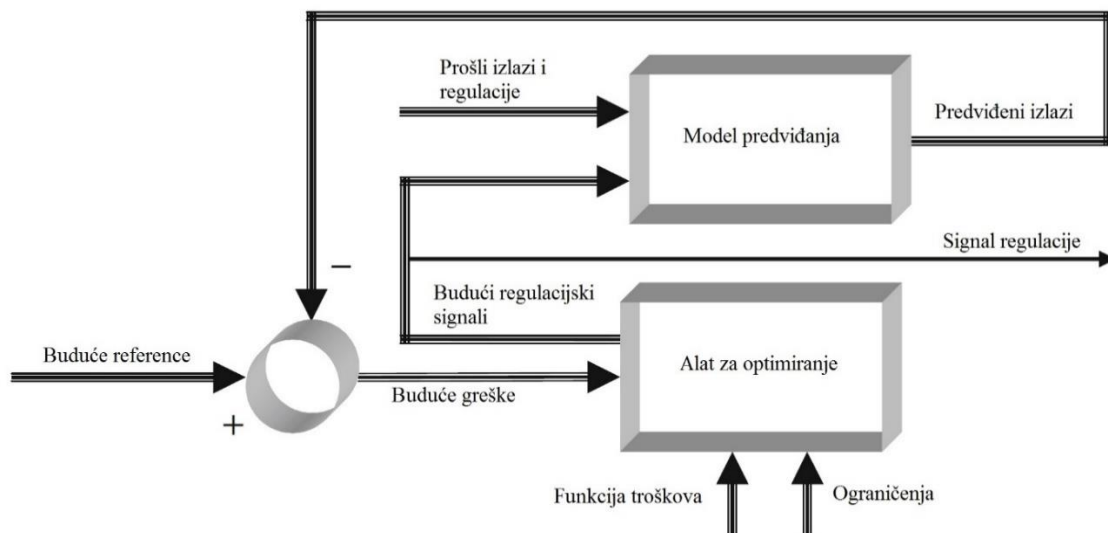 Prošli izlazi i
regulacije
Model predviđanja
Predviđeni izlazi
Signal regulacije
−
Budući regulacijski
signali
Buduće reference
+
Buduće greške
Alat za optimiranje
Funkcija troškova
Ograničenja